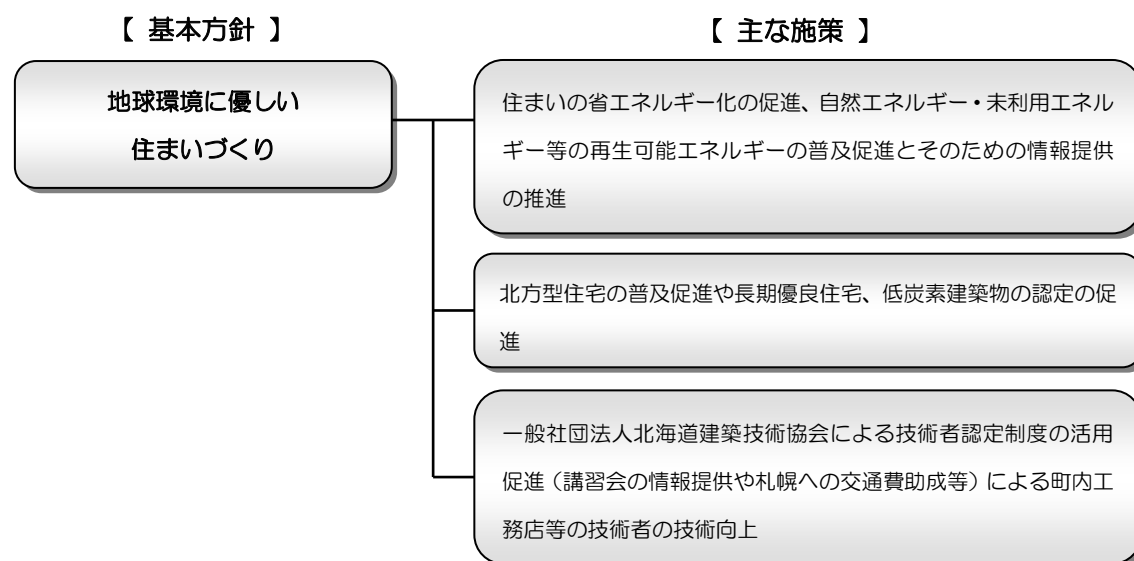 【 基本方針 】
【 主な施策 】
地球環境に優しい
住まいづくり
住まいの省エネルギー化の促進、自然エネルギー・未利用エネル
ギー等の再生可能エネルギーの普及促進とそのための情報提供
の推進
北方型住宅の普及促進や長期優良住宅、低炭素建築物の認定の促
進
一般社団法人北海道建築技術協会による技術者認定制度の活用
促進（講習会の情報提供や札幌への交通費助成等）による町内工
務店等の技術者の技術向上